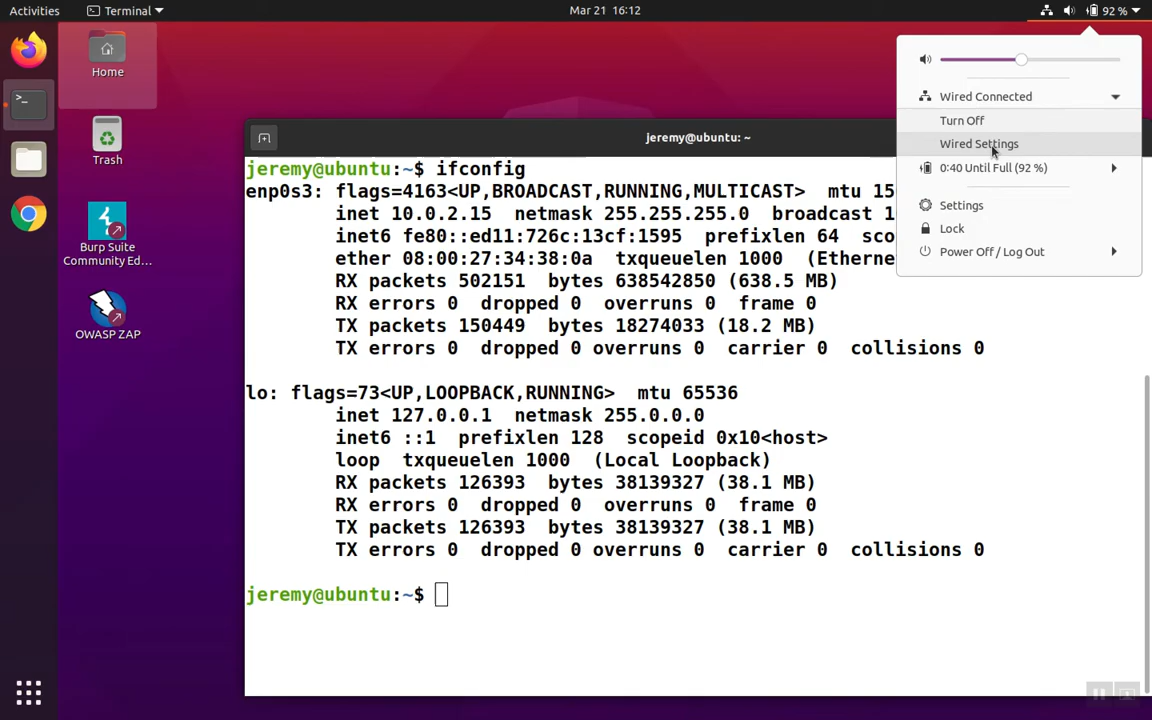 Activities
Terminal
Mar 21 16:12
92 %
Home
Trash
Burp Suite
Community Ed...
OWASP ZAP
jeremy@ubuntu: ~
jeremy@ubuntu:~$ ifconfig
enp0s3: flags=4163<UP,BROADCAST,RUNNING,MULTICAST> mtu 15
inet 10.0.2.15 netmask 255.255.255.0 broadcast 1
inet6 fe80::ed11:726c:13cf:1595 prefixlen 64 sco
ether 08:00:27:34:38:0a txqueuelen 1000 (Etherne
RX packets 502151 bytes 638542850 (638.5 MB)
RX errors 0 dropped 0 overruns 0 frame 0
TX packets 150449 bytes 18274033 (18.2 MB)
TX errors 0 dropped 0 overruns 0 carrier 0 collisions 0
lo: flags=73<UP,LOOPBACK,RUNNING> mtu 65536
inet 127.0.0.1 netmask 255.0.0.0
inet6 ::1 prefixlen 128 scopeid 0x10<host>
loop txqueuelen 1000 (Local Loopback)
RX packets 126393 bytes 38139327 (38.1 MB)
RX errors 0 dropped 0 overruns 0 frame 0
TX packets 126393 bytes 38139327 (38.1 MB)
TX errors 0 dropped 0 overruns 0 carrier 0 collisions 0
jeremy@ubuntu:~$
Wired Connected
Turn Off
Wired Settings
0:40 Until Full (92 %)
Settings
Lock
Power Off / Log Out